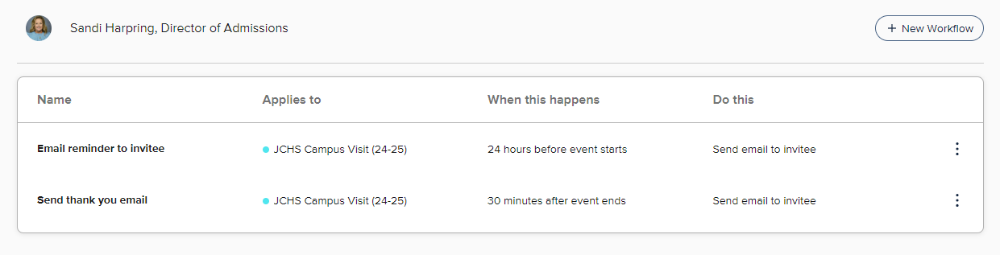 Sandi Harpring, Director of Admissions
+ New Workflow
Name Applies to When this happens Do this
Email reminder to invitee JCHS Campus Visit (24-25) 24 hours before event starts Send email to invitee
Send thank you email JCHS Campus Visit (24-25) 30 minutes after event ends Send email to invitee